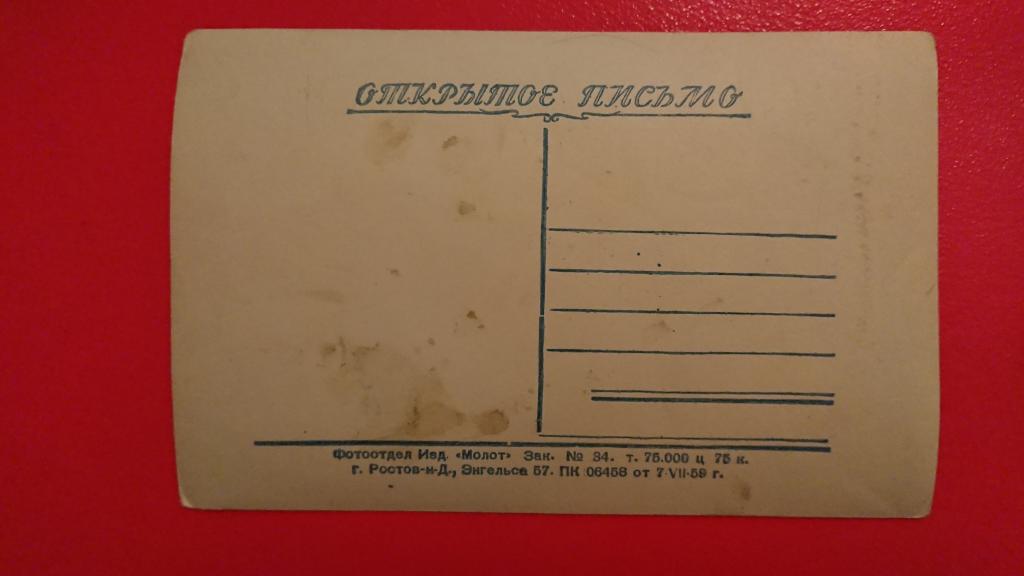 ОТКРЫТОЕ ПИСЬМО
Фотоотдел Изд. «Молот» Зак. № 84. т. 75.000 ц 75 к.
г. Ростов-н-Д., Энгельса 57. ПК 06458 от 7-VII-59 г.